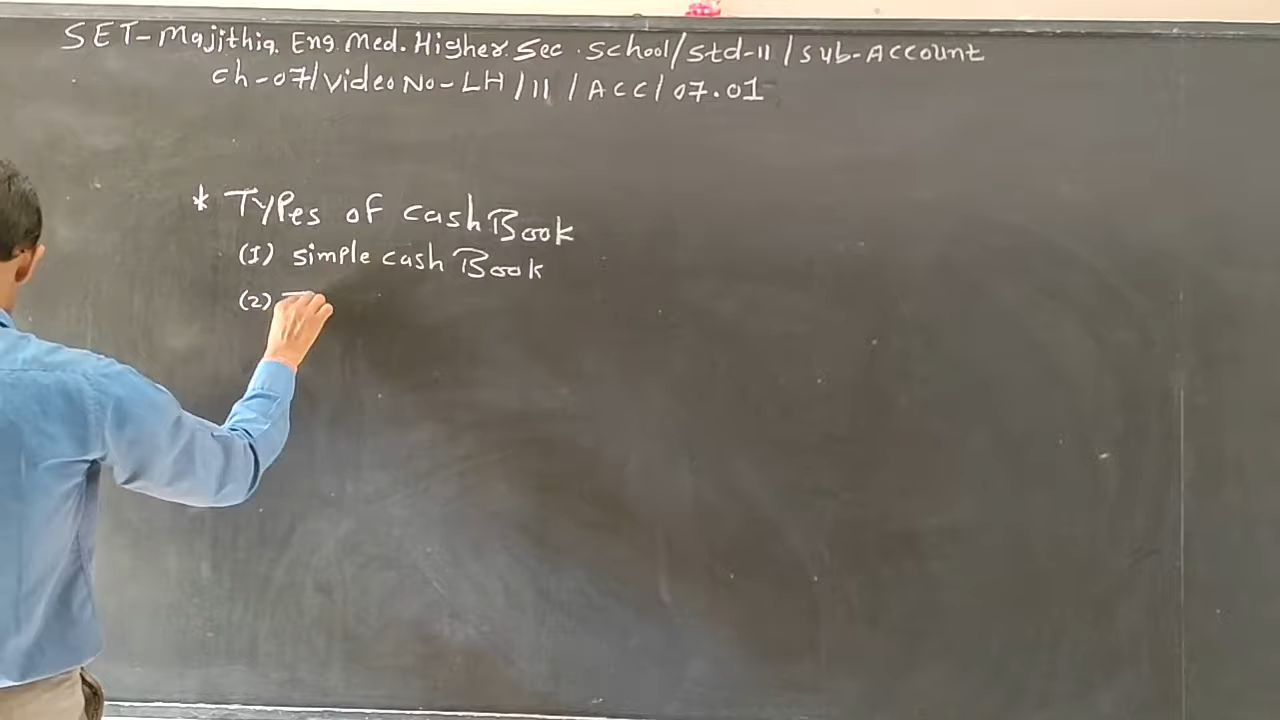 SET-Majithia Eng. Med. Higher. Sec. School/Std-11/Sub-Account
Ch-07/Video No-LH/11/ACC/07.01
* Types of cash Book
(1) simple cash Book
(2)